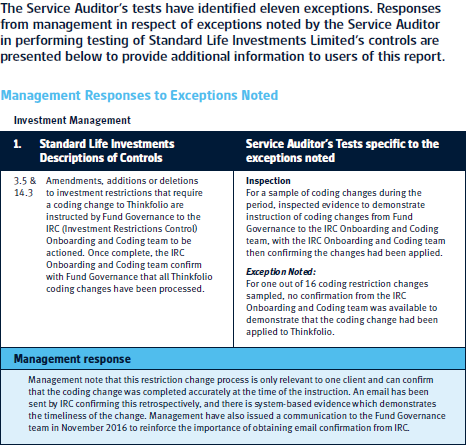 The Service Auditor's tests have identified eleven exceptions. Responses
from management in respect of exceptions noted by the Service Auditor
in performing testing of Standard Life Investments Limited's controls are
presented below to provide additional information to users of this report.
Management Responses to Exceptions Noted
Investment Management
1. Standard Life Investments
Descriptions of Controls
Service Auditor's Tests specific to the
exceptions noted
3.5 &
14.3
Amendments, additions or deletions
to investment restrictions that require
a coding change to Thinkfolio are
instructed by Fund Governance to the
IRC (Investment Restrictions Control)
Onboarding and Coding team to be
actioned. Once complete, the IRC
Onboarding and Coding team confirm
with Fund Governance that all Thinkfolio
coding changes have been processed.
Inspection
For a sample of coding changes during the
period, inspected evidence to demonstrate
instruction of coding changes from Fund
Governance to the IRC Onboarding and Coding
team, with the IRC Onboarding and Coding team
then confirming the changes had been applied.
Exception Noted:
For one out of 16 coding restriction changes
sampled, no confirmation from the IRC
Onboarding and Coding team was available to
demonstrate that the coding change had been
applied to Thinkfolio.
Management response
Management note that this restriction change process is only relevant to one client and can confirm
that the coding change was completed accurately at the time of the instruction. An email has been
sent by IRC confirming this retrospectively, and there is system-based evidence which demonstrates
the timeliness of the change. Management have also issued a communication to the Fund Governance
team in November 2016 to reinforce the importance of obtaining email confirmation from IRC.